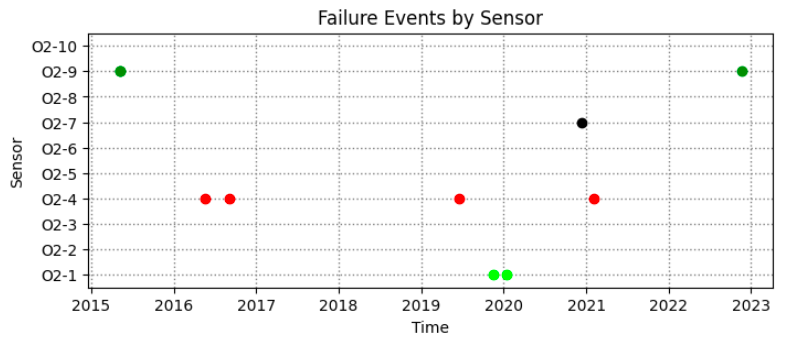 Failure Events by Sensor
O2-10
O2-9
O2-8
O2-7
O2-6
O2-5
O2-4
O2-3
O2-2
O2-1
Sensor
2015 2016 2017 2018 2019 2020 2021 2022 2023
Time